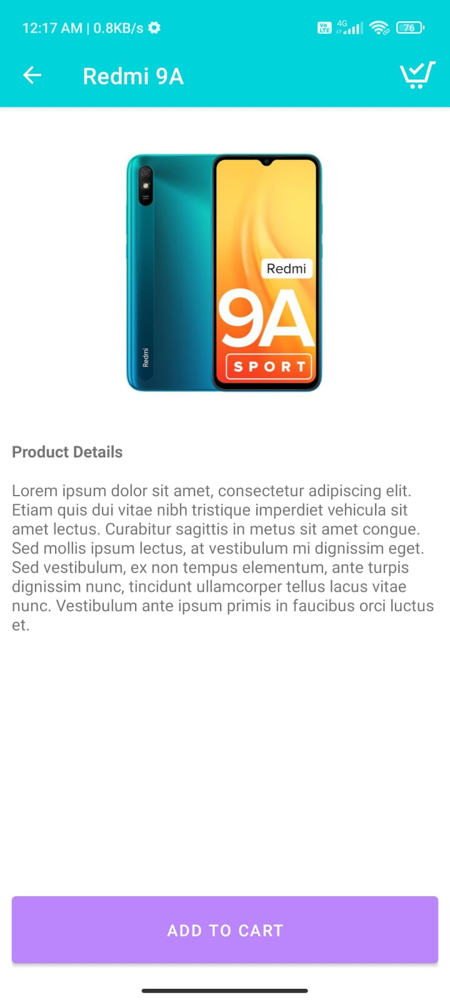 12:17 AM | 0.8KB/s
Vo LTE 4G 76
Redmi 9A
Redmi
9A
SPORT
Redmi
Product Details
Lorem ipsum dolor sit amet, consectetur adipiscing elit.
Etiam quis dui vitae nibh tristique imperdiet vehicula sit
amet lectus. Curabitur sagittis in metus sit amet congue.
Sed mollis ipsum lectus, at vestibulum mi dignissim eget.
Sed vestibulum, ex non tempus elementum, ante turpis
dignissim nunc, tincidunt ullamcorper tellus lacus vitae
nunc. Vestibulum ante ipsum primis in faucibus orci luctus
et.
ADD TO CART